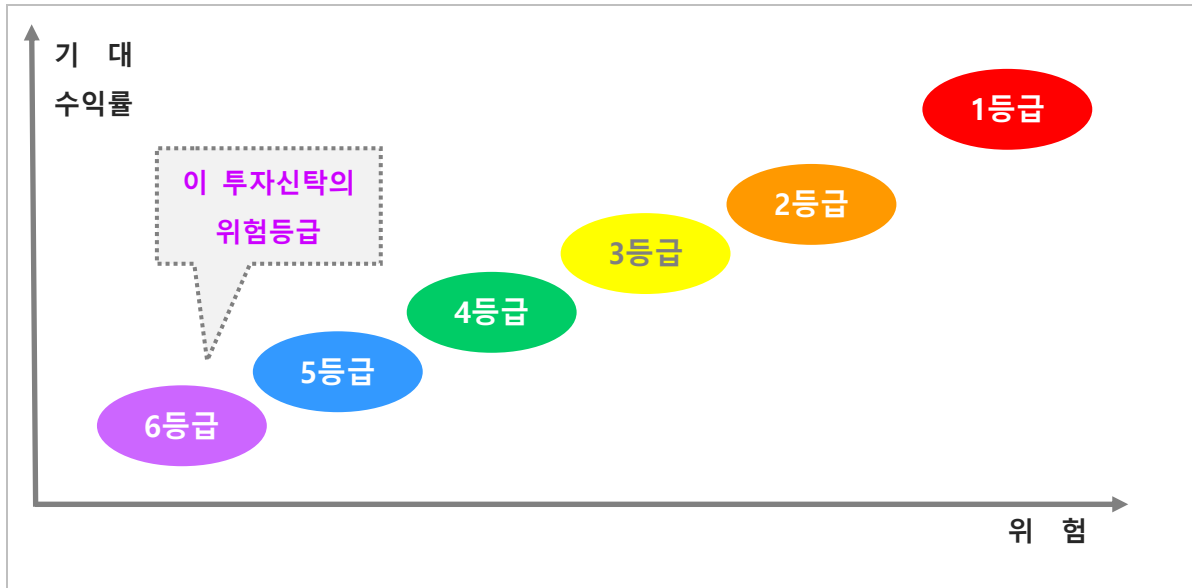 기 대
수익률
1등급
이 투자신탁의
위험등급
2등급
3등급
4등급
5등급
6등급
위 험